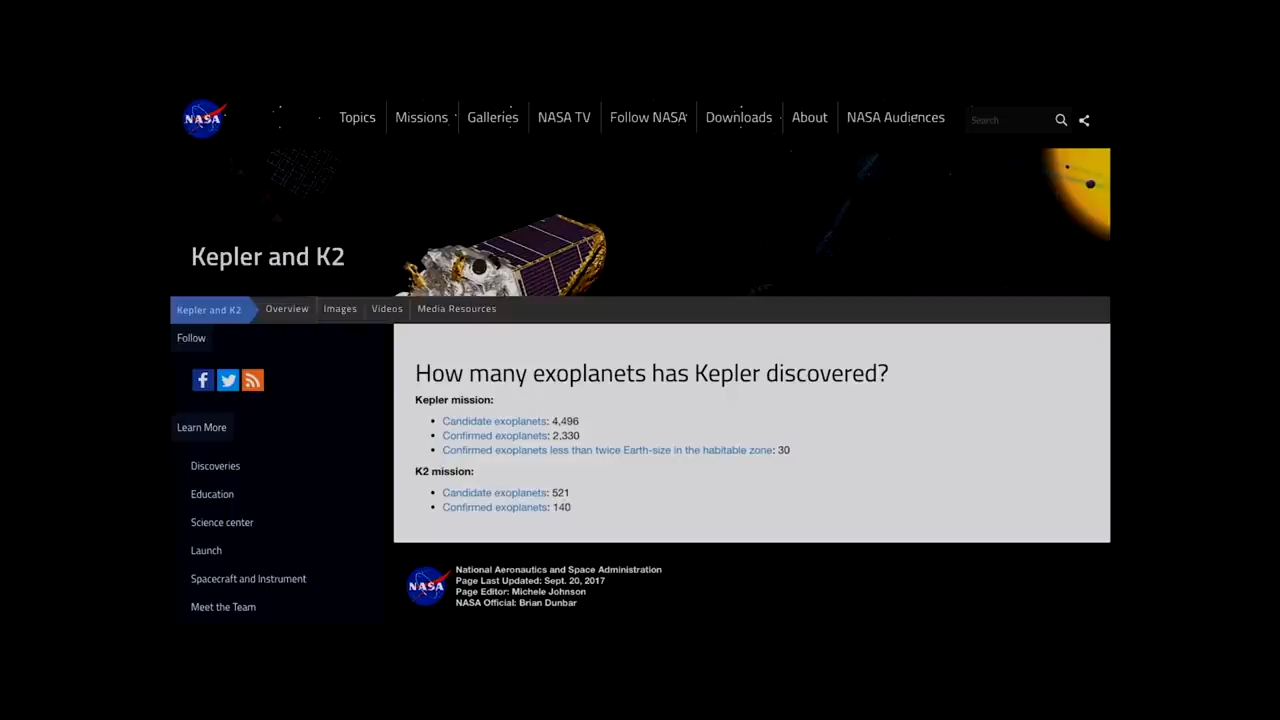 NASA
Topics
Missions
Galleries
NASA TV
Follow NASA
Downloads
About
NASA Audiences
Search
Kepler and K2
Kepler and K2
Overview
Images
Videos
Media Resources
Follow
Learn More
Discoveries
Education
Science center
Launch
Spacecraft and Instrument
Meet the Team
How many exoplanets has Kepler discovered?
Kepler mission:
• Candidate exoplanets: 4,496
• Confirmed exoplanets: 2,330
• Confirmed exoplanets less than twice Earth-size in the habitable zone: 30
K2 mission:
• Candidate exoplanets: 521
• Confirmed exoplanets: 140
NASA
National Aeronautics and Space Administration
Page Last Updated: Sept. 20, 2017
Page Editor: Michele Johnson
NASA Official: Brian Dunbar